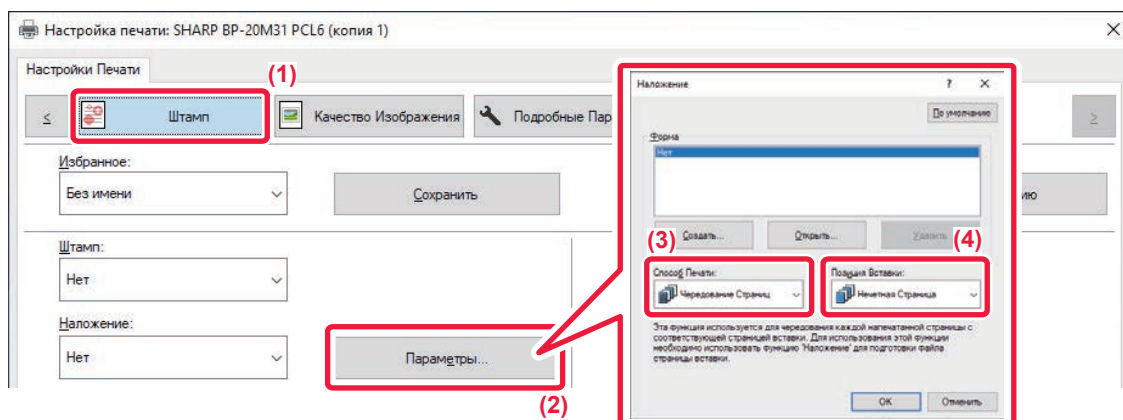 Настройка печати: SHARP BP-20M31 PCL6 (копия 1)
Настройки Печати
(1)
Штамп
Качество Изображения
Подробные Пар
Избранное:
Без имени
Сохранить
ию
Штамп:
Нет
Наложение:
Нет
Параметры...
(2)
Наложение
?
По умолчанию
Форма
Нет
Создать...
Открыть...
Удалить
(3)
(4)
Способ Печати:
Позиция Вставки:
Чередование Страниц
Нечетная Страница
Эта функция используется для чередования каждой напечатанной страницы с
соответствующей страницей вставки. Для использования этой функции
необходимо использовать функцию 'Наложение' для подготовки файла
страницы вставки.
OK
Отменить